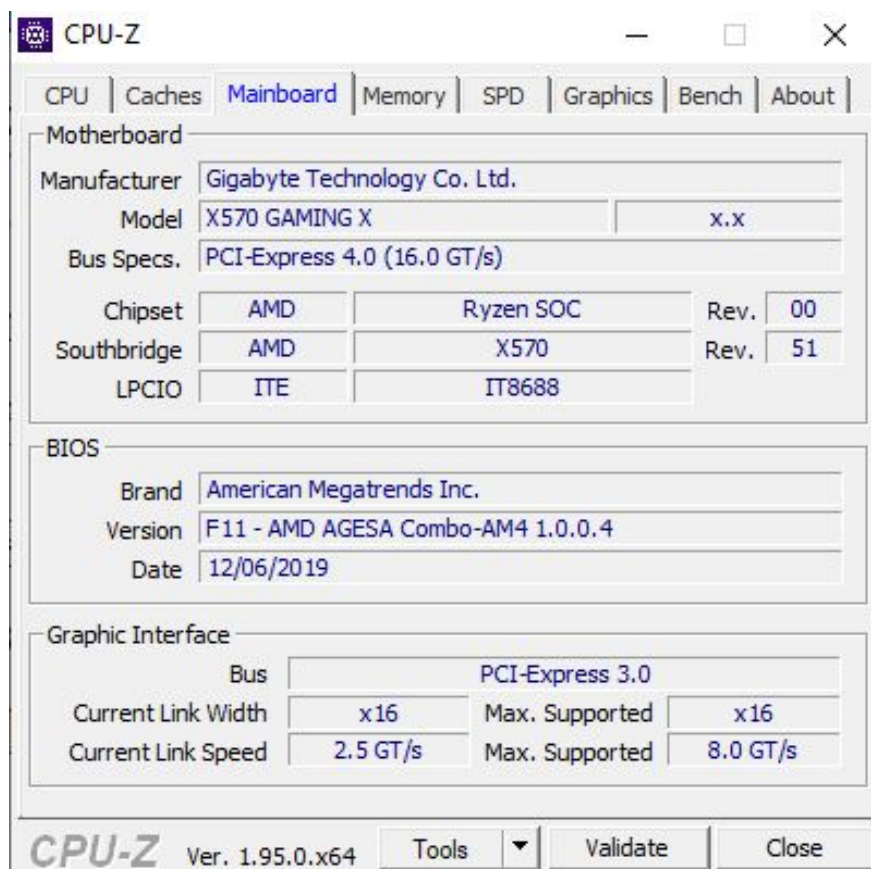 CPU-Z
CPU Caches Mainboard Memory SPD Graphics Bench About
Motherboard
Manufacturer Gigabyte Technology Co. Ltd.
Model X570 GAMING X x.x
Bus Specs. PCI-Express 4.0 (16.0 GT/s)
Chipset AMD Ryzen SOC Rev. 00
Southbridge AMD X570 Rev. 51
LPCIO ITE IT8688
BIOS
Brand American Megatrends Inc.
Version F11 - AMD AGESA Combo-AM4 1.0.0.4
Date 12/06/2019
Graphic Interface
Bus PCI-Express 3.0
Current Link Width x16 Max. Supported x16
Current Link Speed 2.5 GT/s Max. Supported 8.0 GT/s
CPU-Z Ver. 1.95.0.x64 Tools Validate Close